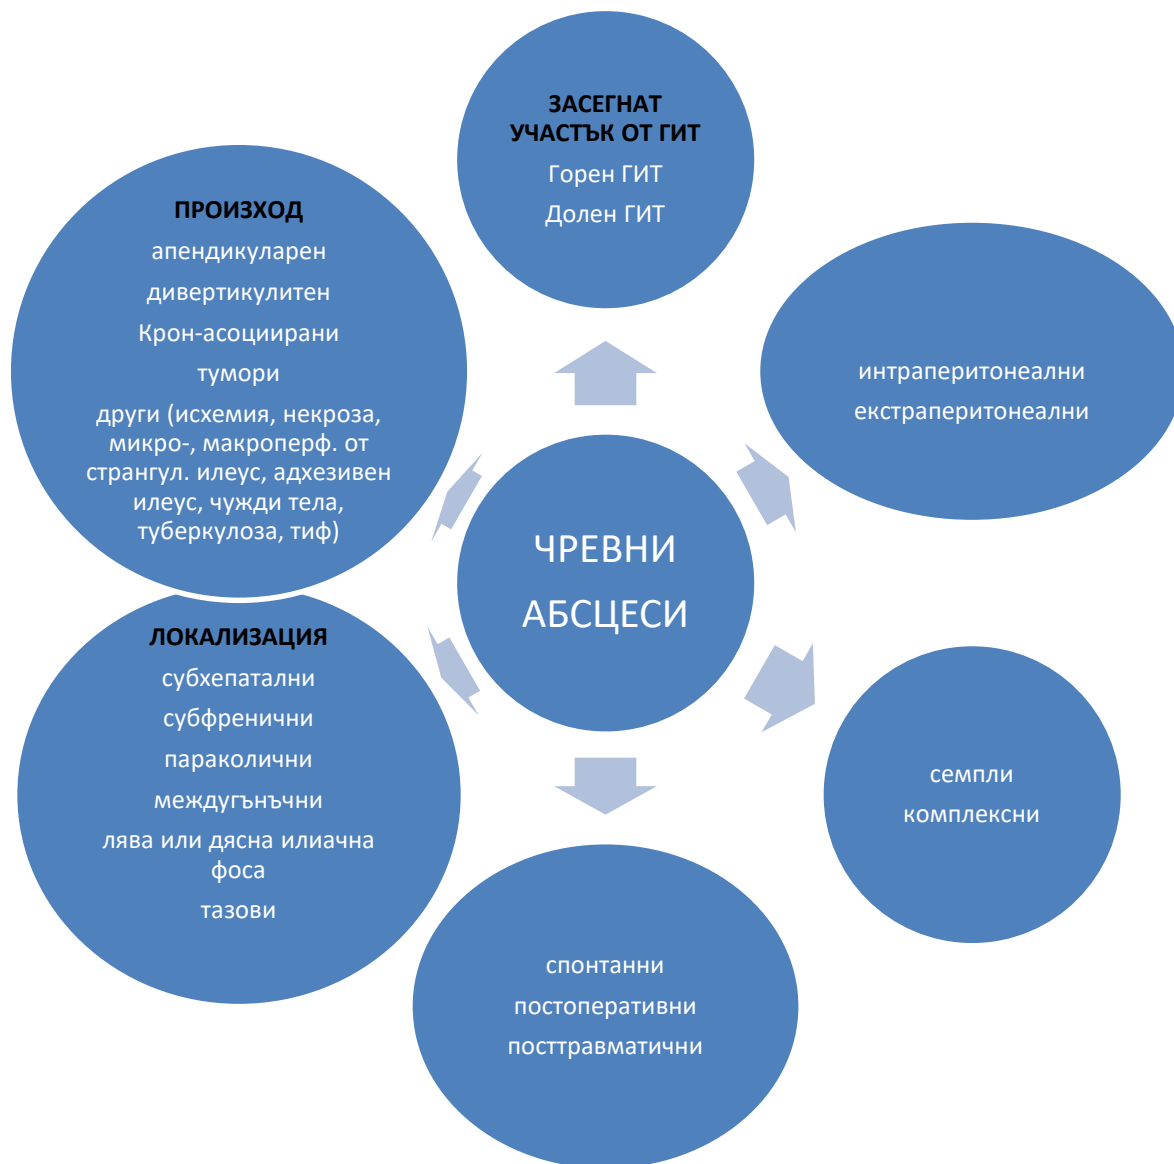 ЗАСЕГНАТ
УЧАСТЪК ОТ ГИТ
Горен ГИТ
Долен ГИТ
интраперитонеални
екстраперитонеални
семпли
комплексни
спонтанни
постоперативни
посттравматични
ЛОКАЛИЗАЦИЯ
субхепатални
субфренични
параколични
междугънъчни
лява или дясна илиачна
фоса
тазови
ПРОИЗХОД
апендикуларен
дивертикулитен
Крон-асоциирани
тумори
други (исхемия, некроза,
микро-, макроперф. от
странгул. илеус, адхезивен
илеус, чужди тела,
туберкулоза, тиф)
ЧРЕВНИ
АБСЦЕСИ